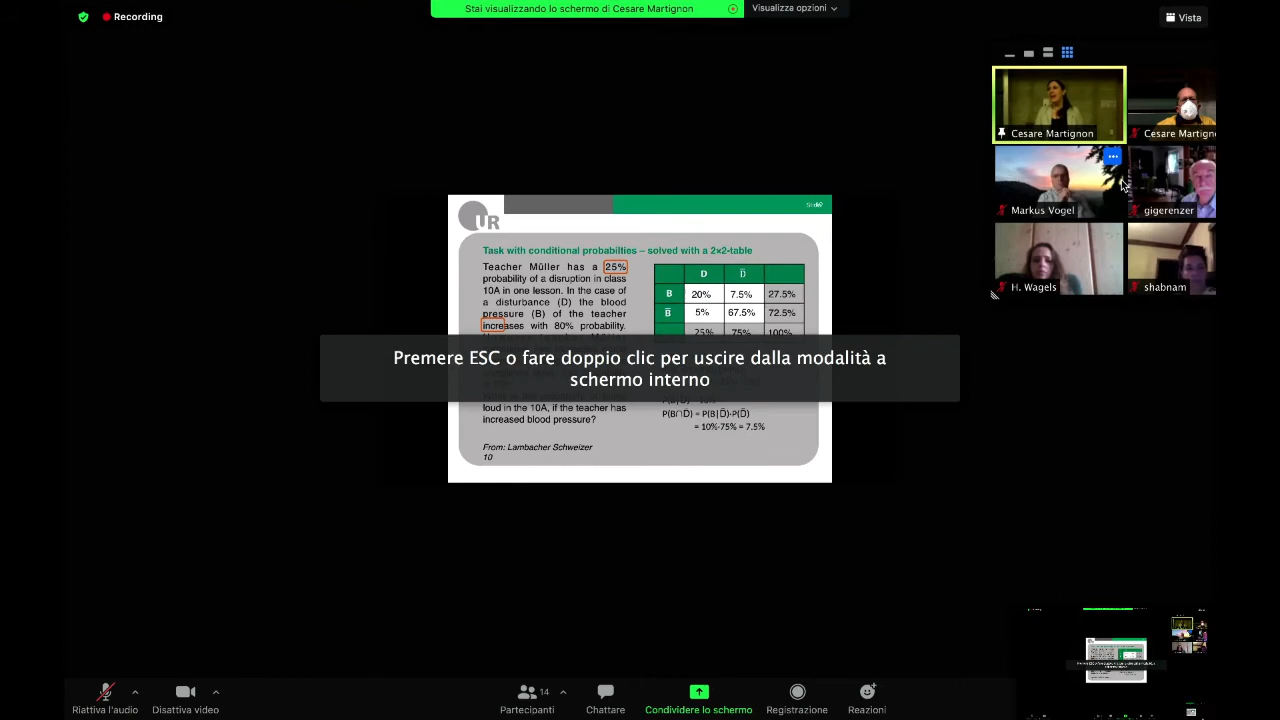 Recording
Stai visualizzando lo schermo di Cesare Martignon
Visualizza opzioni
Vista
Cesare Martignon
Cesare Martigno
Markus Vogel
gigerenzer
H. Wagels
shabnam
UR
Task with conditional probabilties – solved with a 2×2-table
Teacher Müller has a 25%
probability of a disruption in class
10A in one lesson. In the case of
a disturbance (D) the blood
pressure (B) of the teacher
increases with 80% probability.
D D̅
B 20% 7.5% 27.5%
B̅ 5% 67.5% 72.5%
25% 75% 100%
Premere ESC o fare doppio clic per uscire dalla modalità a
schermo interno
loud in the 10A, if the teacher has
increased blood pressure?
P(B∩D̅) = P(B|D̅)·P(D̅)
= 10%·75% = 7.5%
From: Lambacher Schweizer
10
Riattiva l'audio
Disattiva video
14
Partecipanti
Chattare
Condividere lo schermo
Registrazione
Reazioni